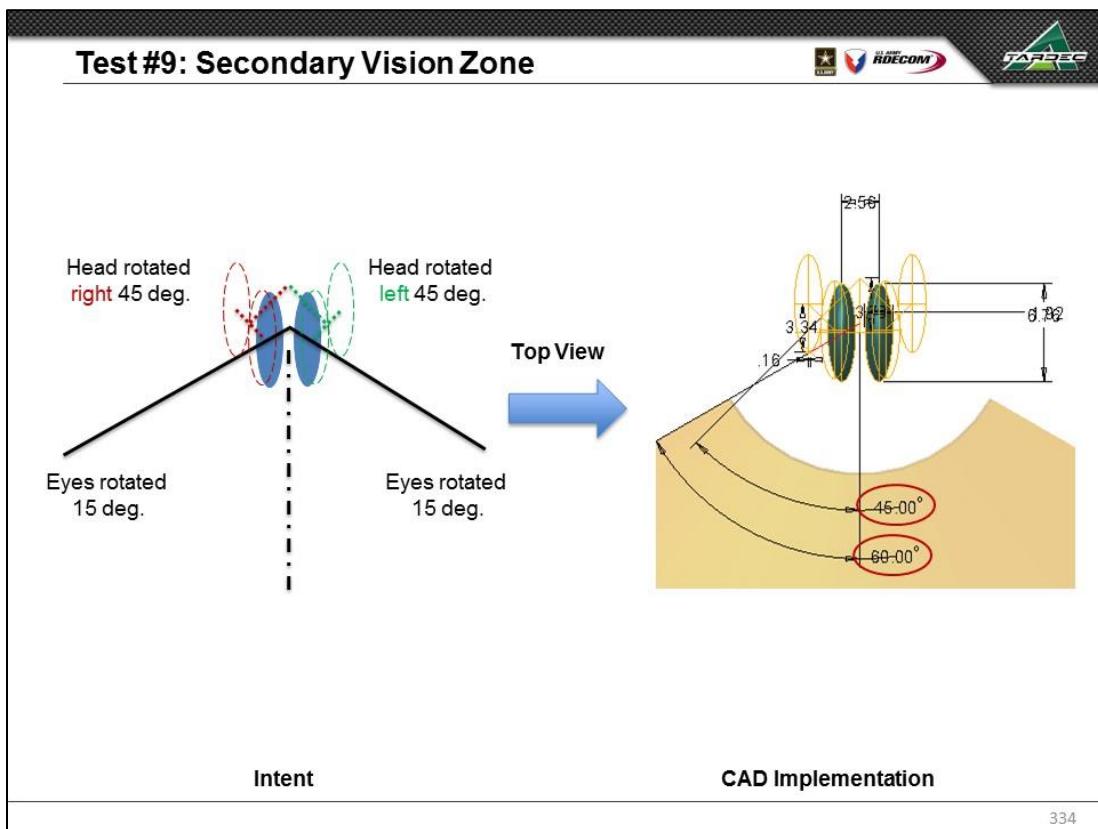 Test #9: Secondary Vision Zone
U.S. ARMY
U.S. ARMY
RDECOM
TARDEC
Head rotated
right 45 deg.
Head rotated
left 45 deg.
Eyes rotated
15 deg.
Eyes rotated
15 deg.
Top View
2.56
3.34
.16
45.00°
60.00°
Intent
CAD Implementation
334